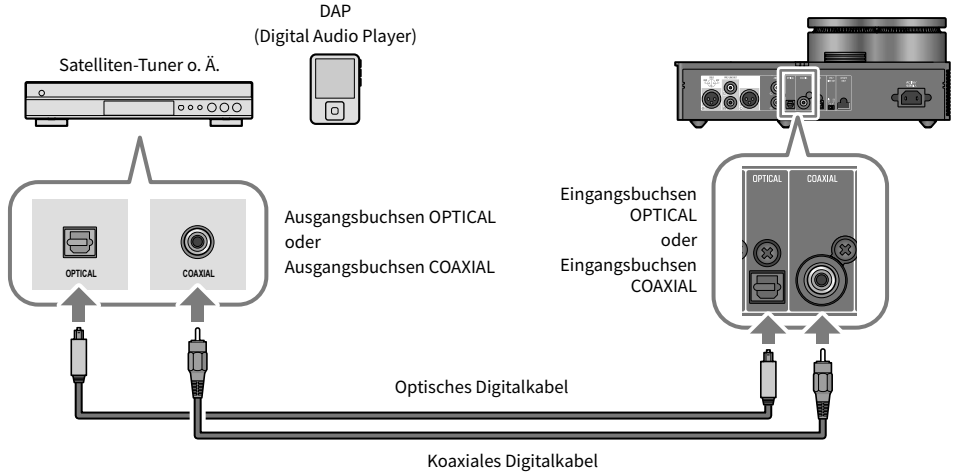 DAP
(Digital Audio Player)
Satelliten-Tuner o. Ä.
OPTICAL
COAXIAL
Ausgangsbuchsen OPTICAL
oder
Ausgangsbuchsen COAXIAL
Eingangsbuchsen
OPTICAL
oder
Eingangsbuchsen
COAXIAL
OPTICAL
COAXIAL
Optisches Digitalkabel
Koaxiales Digitalkabel